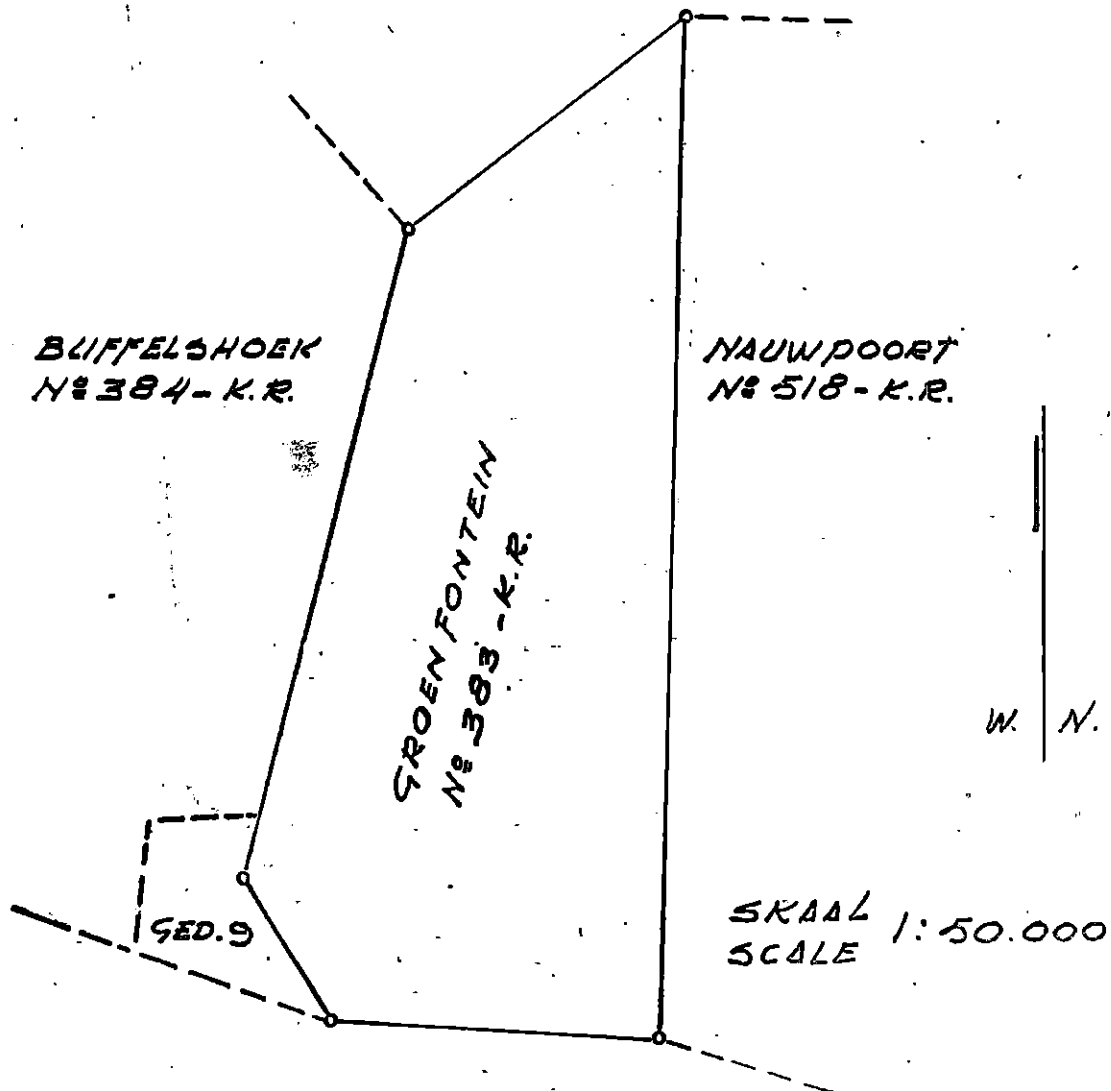 BUFFELSHOEK
Nº 384 - K.R.
NAUWPOORT
Nº 518 - K.R.
GROENFONTEIN
Nº 383 - K.R.
W. N.
GED. 9
SKAAL
SCALE 1:50.000